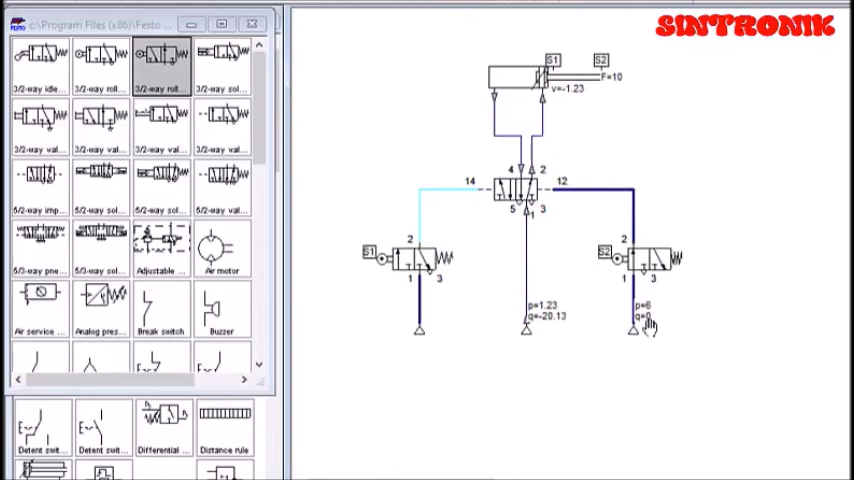 SINTRONIK
c:\Program Files (x86)\Festo ...
FESTO
3/2-way idle... 3/2-way roll... 3/2-way roll... 3/2-way sol...
3/2-way val... 3/2-way val... 3/2-way val... 3/2-way val...
5/2-way imp... 5/2-way sol... 5/2-way sol... 5/2-way val...
5/3-way pne... 5/3-way sol... Adjustable ... Air motor
Air service ... Analog pres... Break switch Buzzer
Detent swit... Detent swit... Differential ... Distance rule
S1 S2
F=10
v=-1.23
4 2
14 12
5 1 3
2 2
S1 S2
1 3 1 3
p=1.23 p=6
q=-20.13 q=0